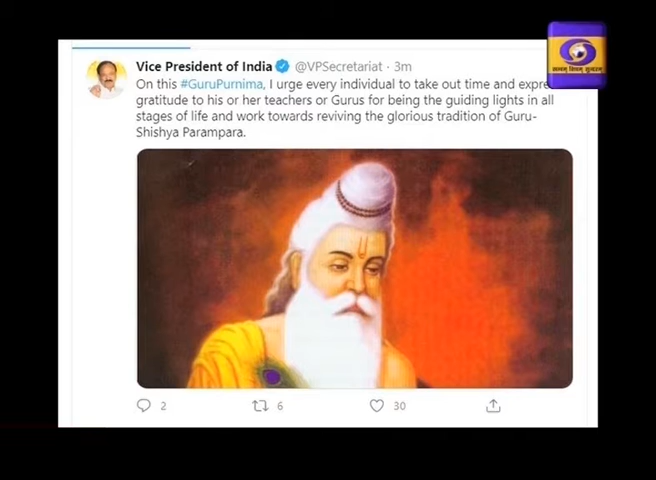 Vice President of India @VPSecretariat · 3m
On this #GuruPurnima, I urge every individual to take out time and expre
gratitude to his or her teachers or Gurus for being the guiding lights in all
stages of life and work towards reviving the glorious tradition of Guru-
Shishya Parampara.
2 6 30